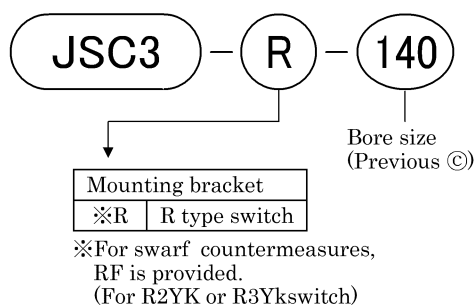 JSC3 - R - 140
Bore size
(Previous Ⓒ)
Mounting bracket
※R R type switch
※For swarf countermeasures,
RF is provided.
(For R2YK or R3Ykswitch)